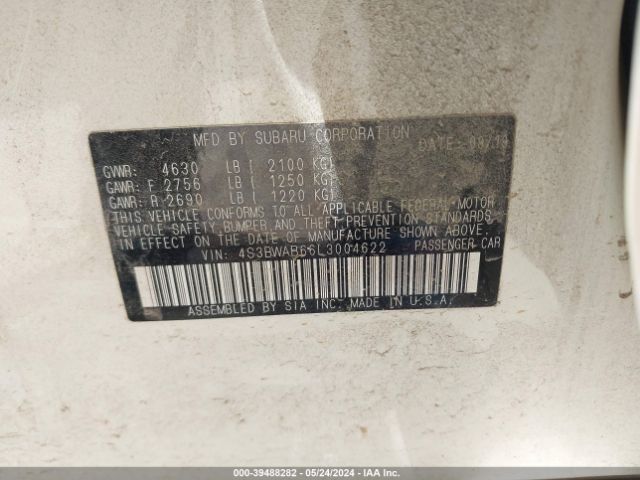 MFD BY SUBARU CORPORATION DATE: 08/19
GVWR: 4630 LB ( 2100 KG)
GAWR: F 2756 LB ( 1250 KG)
GAWR: R 2690 LB ( 1220 KG)
THIS VEHICLE CONFORMS TO ALL APPLICABLE FEDERAL MOTOR
VEHICLE SAFETY, BUMPER AND THEFT PREVENTION STANDARDS
IN EFFECT ON THE DATE OF MANUFACTURE SHOWN ABOVE.
VIN: 4S3BWAB66L3004622 PASSENGER CAR
ASSEMBLED BY SIA INC. MADE IN U.S.A.
000-39488282 - 05/24/2024 - IAA Inc.